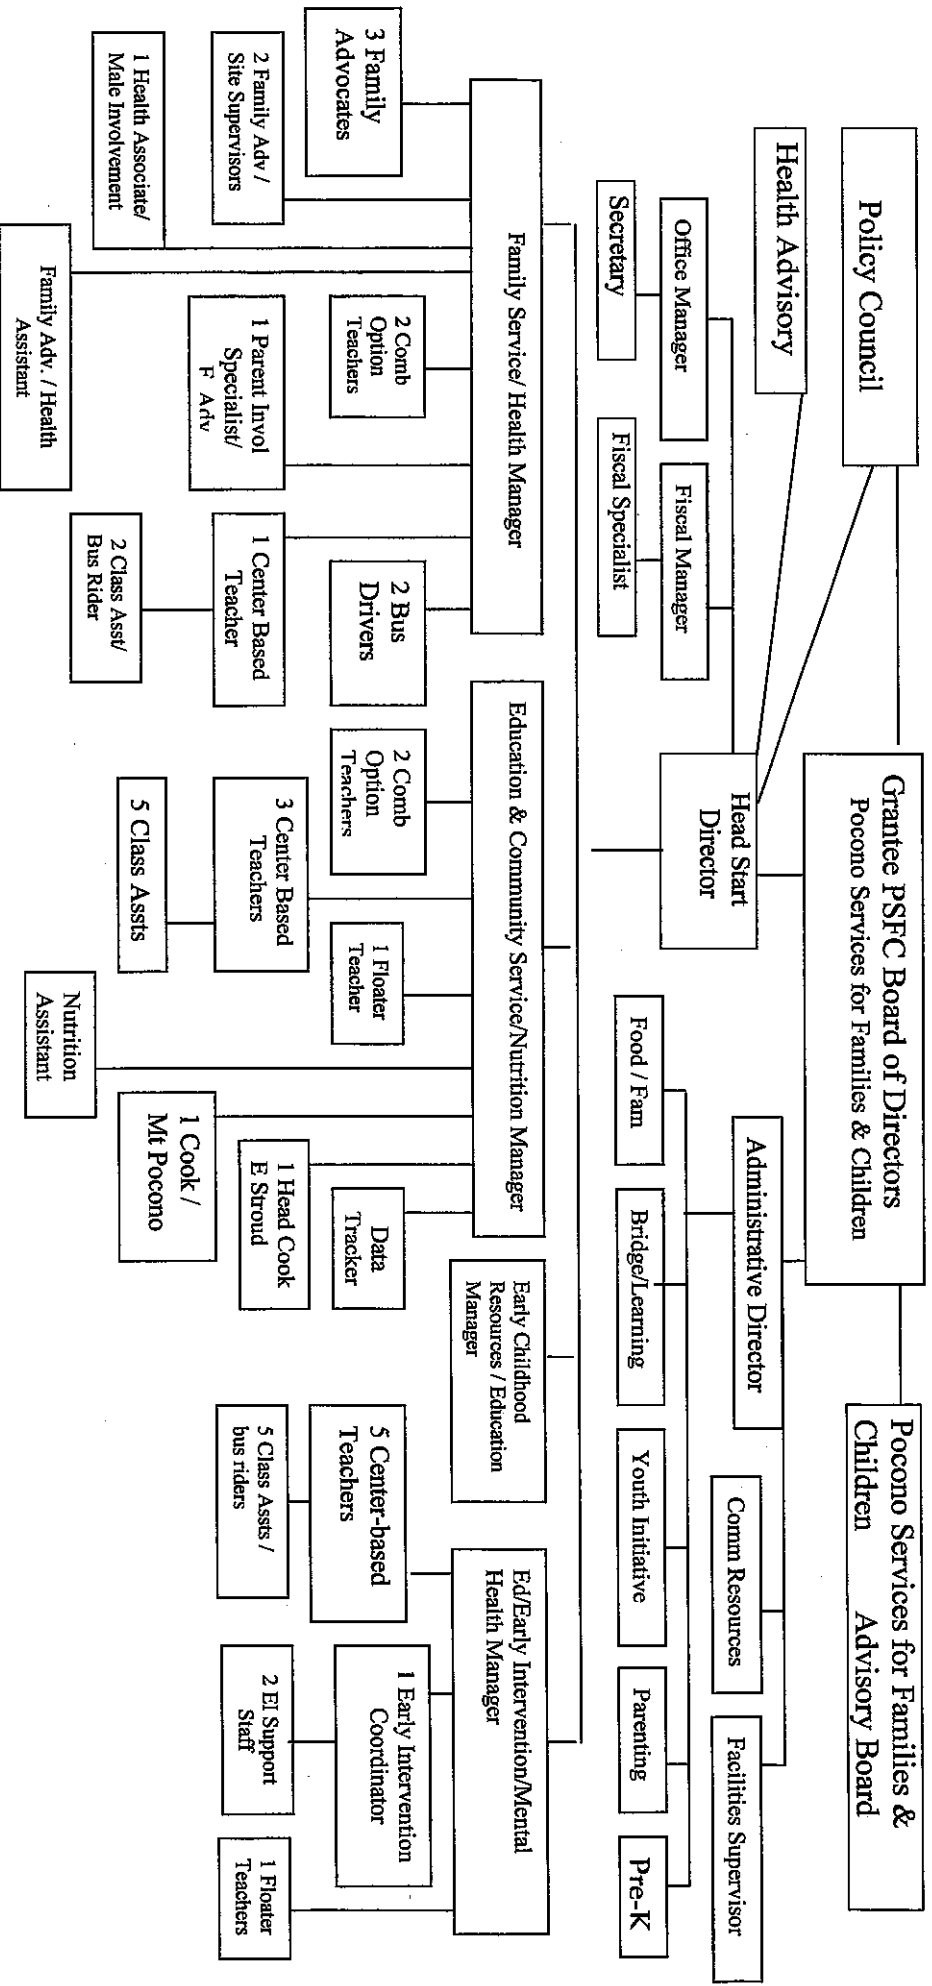 Policy Council
Grantee PSFC Board of Directors
Pocono Services for Families & Children
Pocono Services for Families &
Children Advisory Board
Health Advisory
Head Start
Director
Administrative Director
Comm Resources
Facilities Supervisor
Office Manager
Fiscal Manager
Secretary
Fiscal Specialist
Food / Fam
Bridge/Learning
Youth Initiative
Parenting
Pre-K
Family Service/ Health Manager
Education & Community Service/Nutrition Manager
Early Childhood
Resources / Education
Manager
Ed/Early Intervention/Mental
Health Manager
3 Family
Advocates
2 Family Adv /
Site Supervisors
1 Health Associate/
Male Involvement
Family Adv. / Health
Assistant
2 Comb
Option
Teachers
1 Parent Invol
Specialist/
F Adv
2 Bus
Drivers
1 Center Based
Teacher
2 Class Asst/
Bus Rider
2 Comb
Option
Teachers
3 Center Based
Teachers
5 Class Assts
1 Floater
Teacher
Nutrition
Assistant
1 Cook /
Mt Pocono
1 Head Cook
E Stroud
Data
Tracker
5 Center-based
Teachers
5 Class Assts /
bus riders
1 Early Intervention
Coordinator
2 EI Support
Staff
1 Floater
Teachers